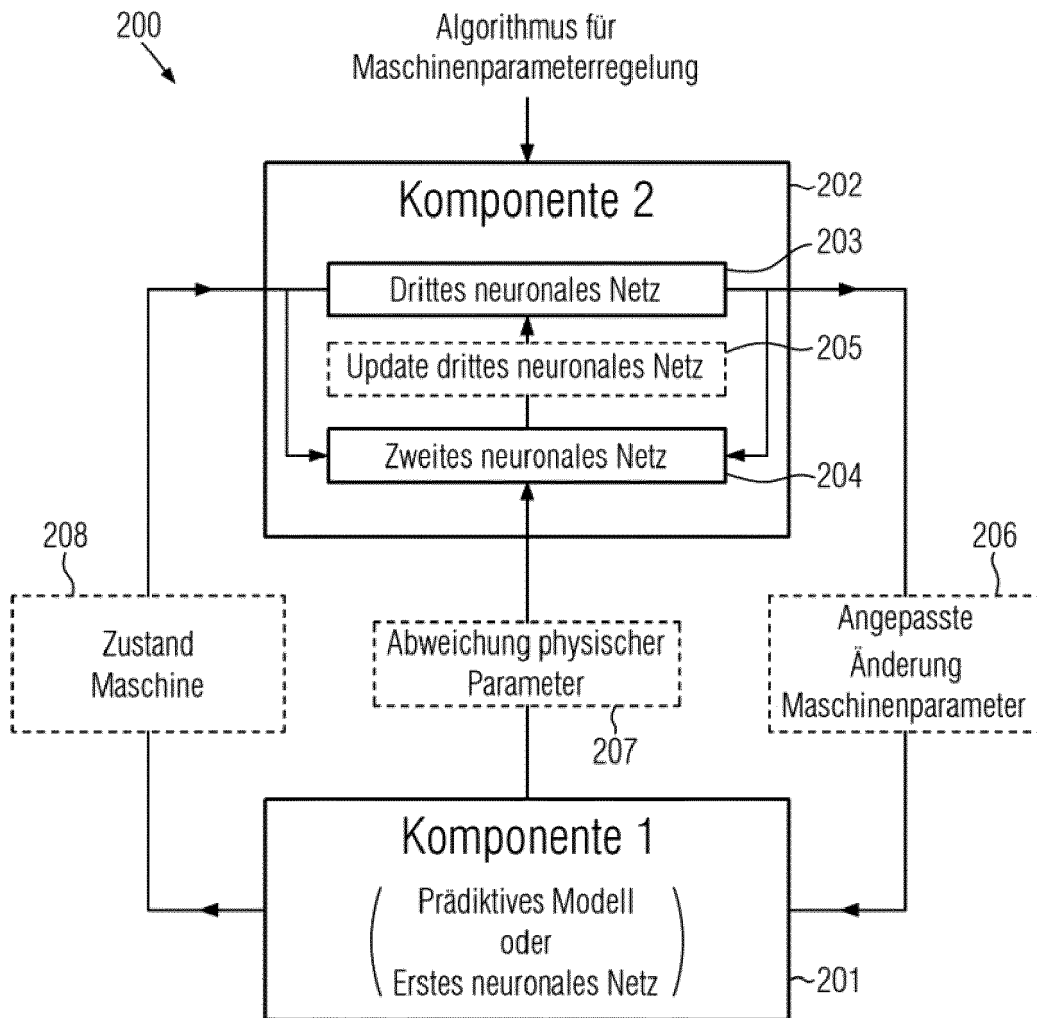 200
Algorithmus für
Maschinenparameterregelung
Komponente 2
202
203
Drittes neuronales Netz
Update drittes neuronales Netz
205
Zweites neuronales Netz
204
208
206
Zustand
Maschine
Abweichung physischer
Parameter
207
Angepasste
Änderung
Maschinenparameter
Komponente 1
Prädiktives Modell
oder
Erstes neuronales Netz
201